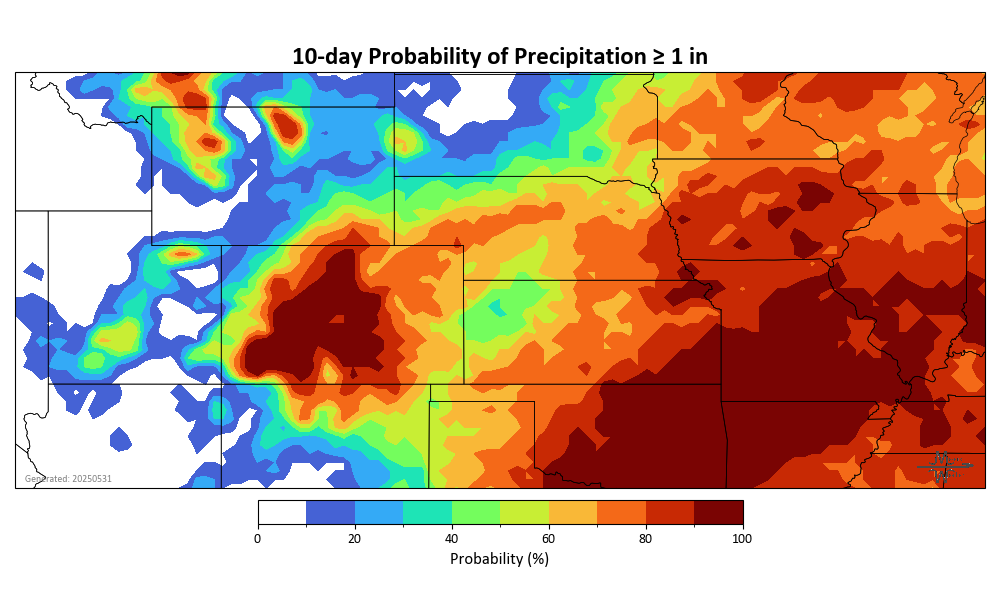 10-day Probability of Precipitation ≥ 1 in
Generated: 20250531
0 20 40 60 80 100
Probability (%)